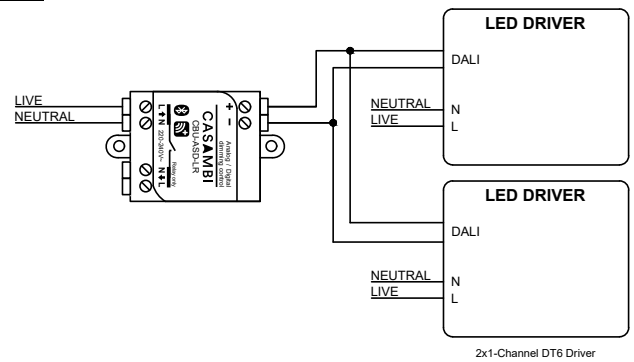 LED DRIVER
DALI
NEUTRAL N
LIVE L
LIVE
NEUTRAL
L N
220-240V~
N L
Relay only
CBU-ASD-LR
CASAMBI
Analog / Digital
dimming control
+
-
LED DRIVER
DALI
NEUTRAL N
LIVE L
2x1-Channel DT6 Driver